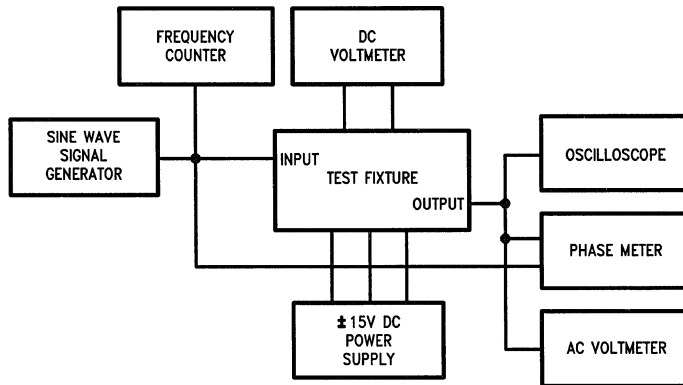 FREQUENCY
COUNTER
DC
VOLTMETER
SINE WAVE
SIGNAL
GENERATOR
INPUT
TEST FIXTURE
OUTPUT
OSCILLOSCOPE
PHASE METER
±15V DC
POWER
SUPPLY
AC VOLTMETER